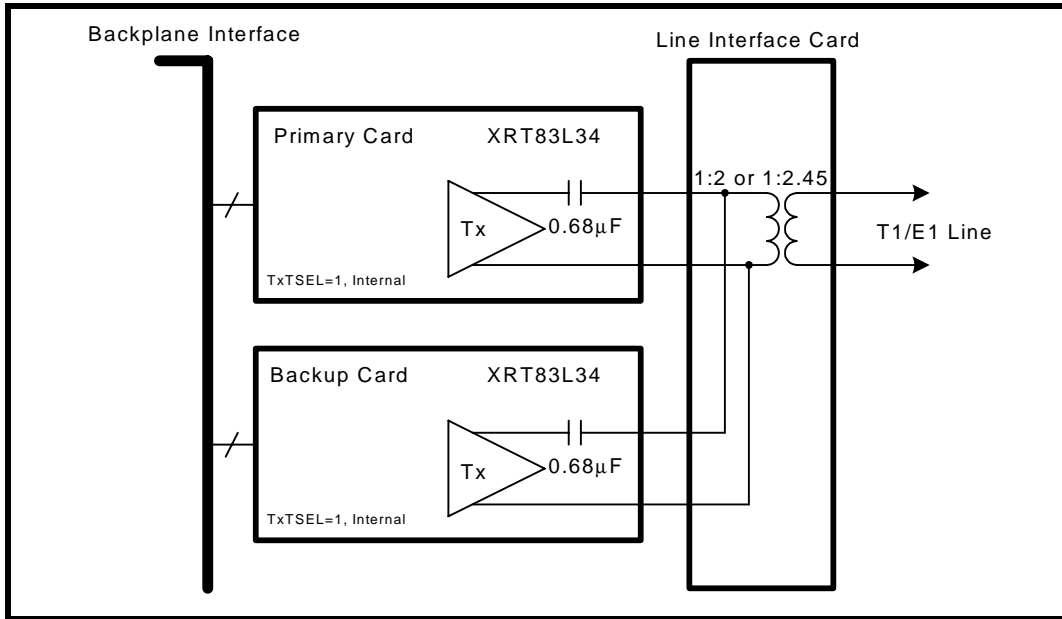 Backplane Interface
Line Interface Card
Primary Card XRT83L34
1:2 or 1:2.45
Tx 0.68μF
T1/E1 Line
TxTSEL=1, Internal
Backup Card XRT83L34
Tx 0.68μF
TxTSEL=1, Internal